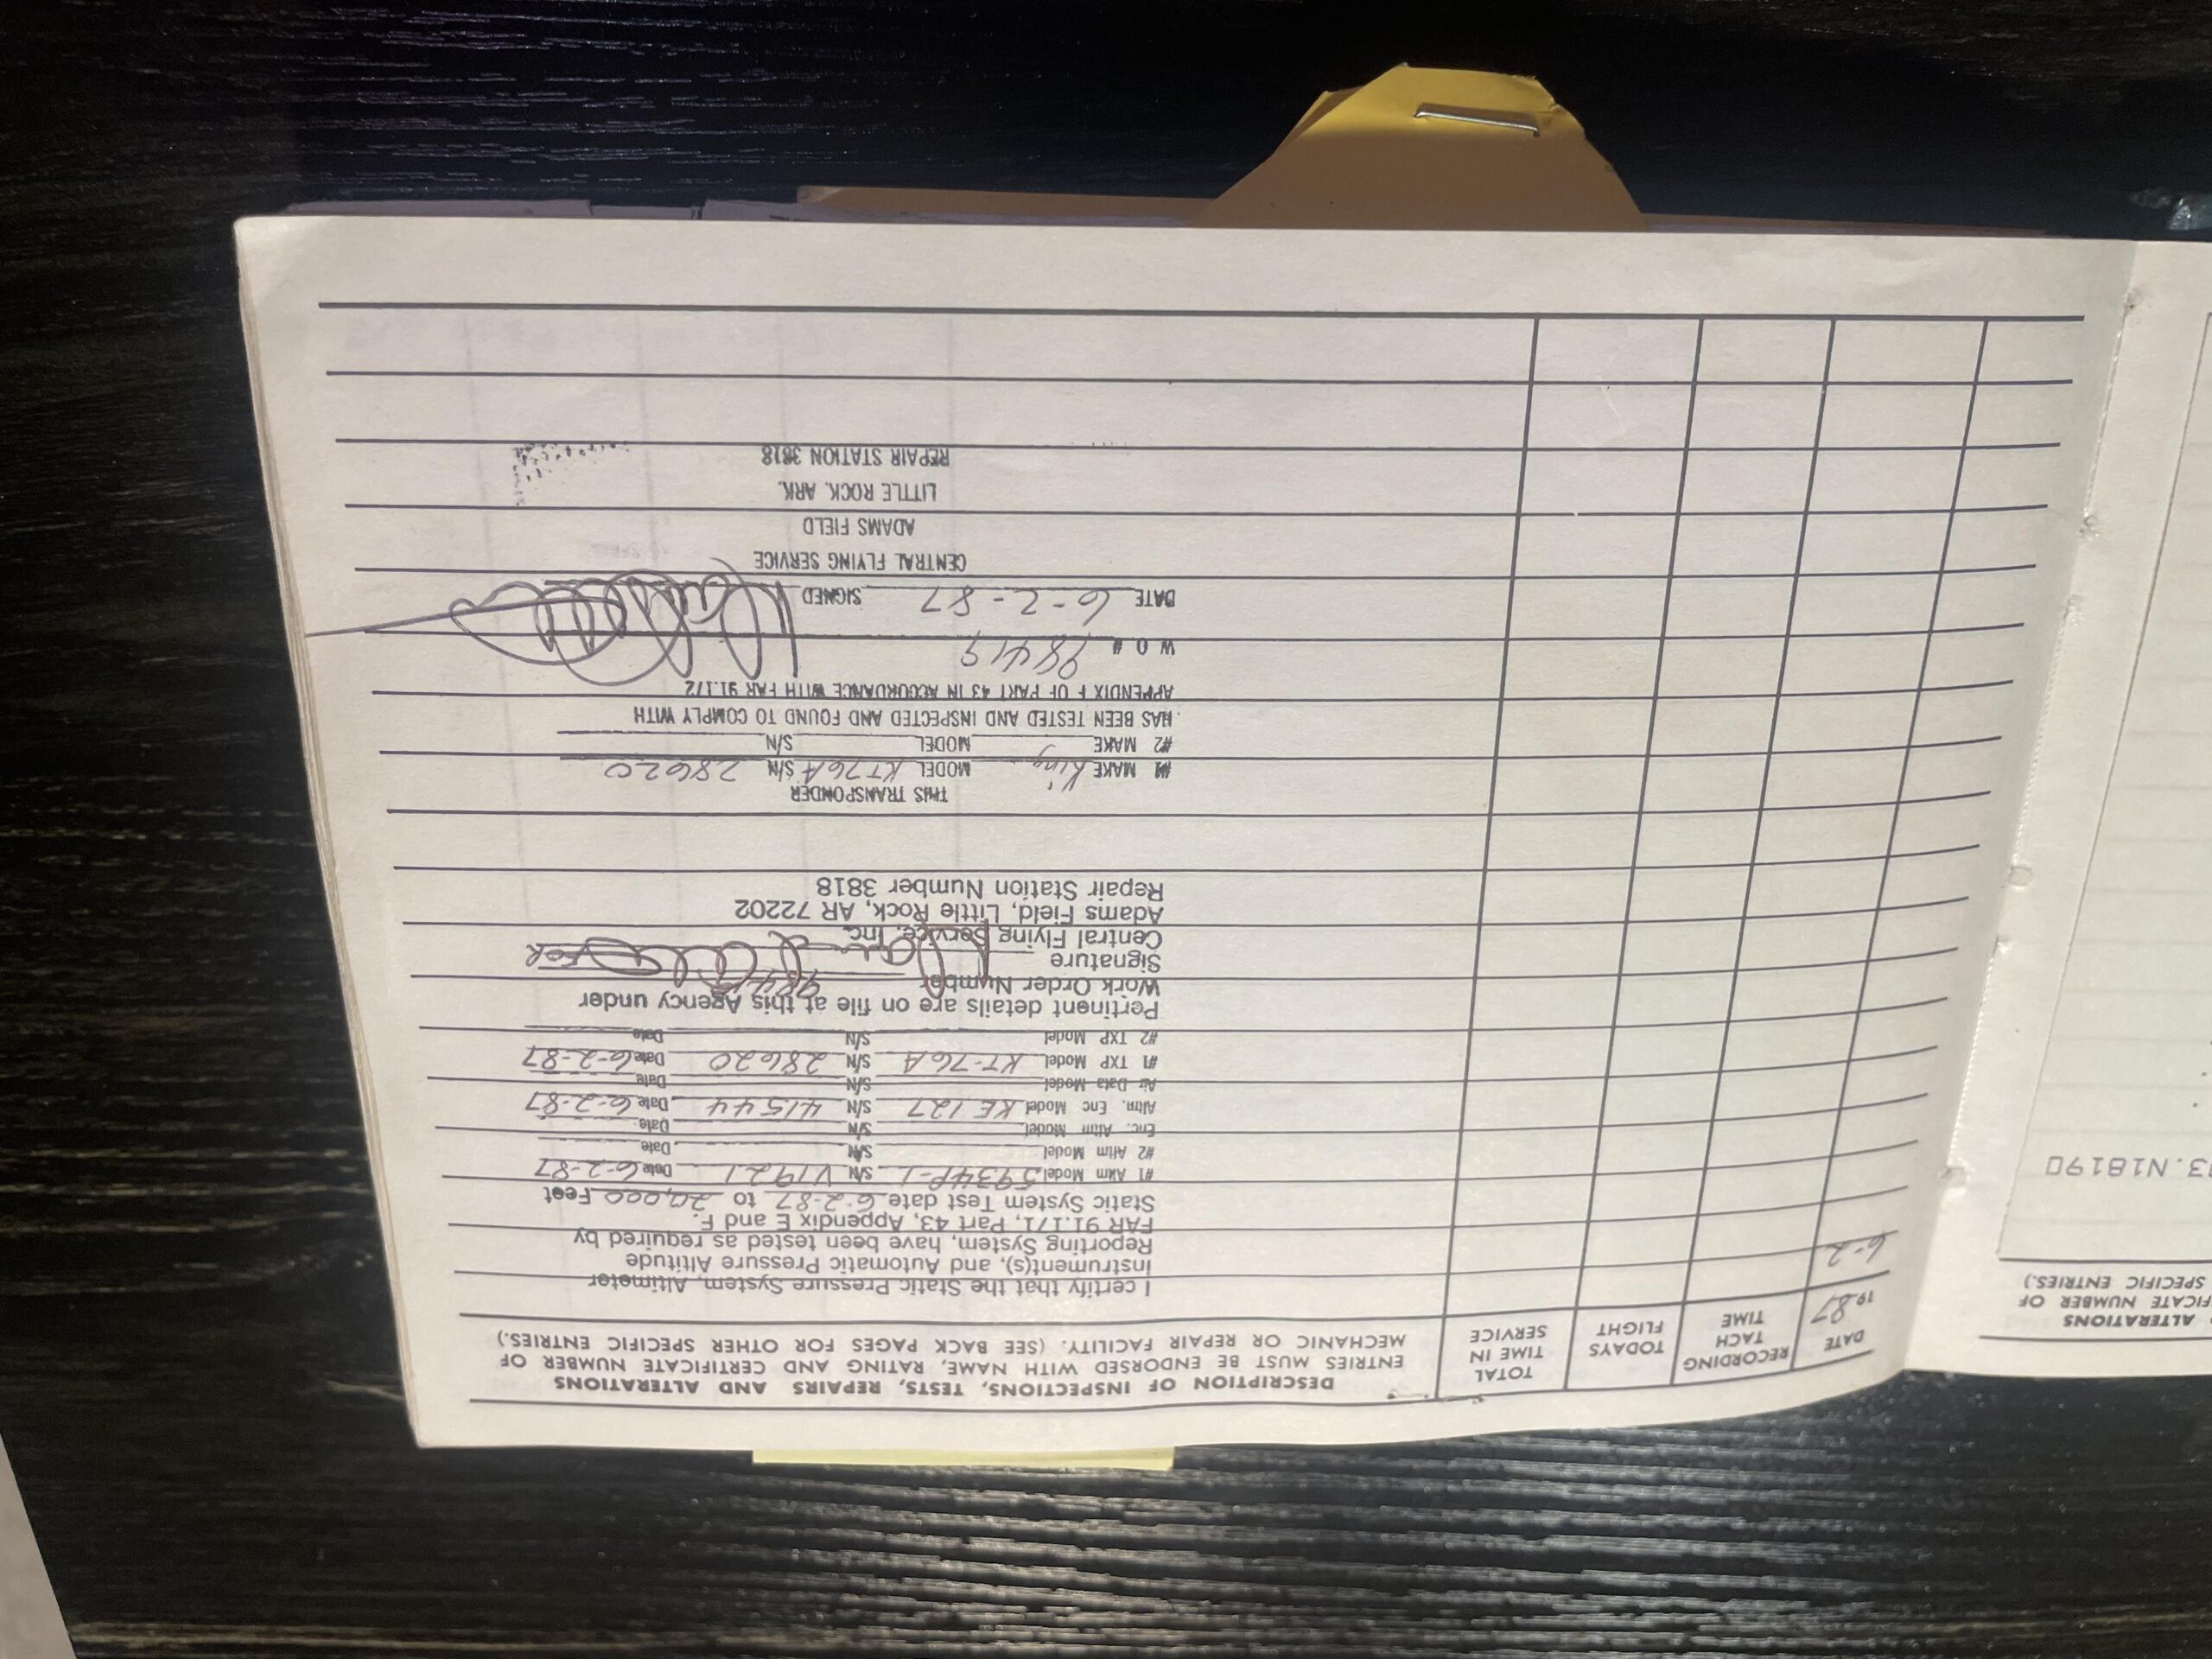 DATE
1987
RECORDING
TACH
TIME
TODAYS
FLIGHT
TOTAL
TIME IN
SERVICE
DESCRIPTION OF INSPECTIONS, TESTS, REPAIRS AND ALTERATIONS
ENTRIES MUST BE ENDORSED WITH NAME, RATING AND CERTIFICATE NUMBER OF
MECHANIC OR REPAIR FACILITY. (SEE BACK PAGES FOR OTHER SPECIFIC ENTRIES.)
6-2
I certify that the Static Pressure System, Altimeter
instrument(s), and Automatic Pressure Altitude
Reporting System, have been tested as required by
FAR 91.171, Part 43, Appendix E and F.
Static System Test date 6-2-87 to 20,000 Feet
#1 Altm Model 5934P-1 S/N V1921 Date 6-2-87
#2 Altm Model S/N Date
Enc. Altm Model S/N Date
Altm. Enc Model KE 127 S/N 41544 Date 6-2-87
Air Data Model S/N Date
#1 TXP Model KT-76A S/N 28620 Date 6-2-87
#2 TXP Model S/N Date
Pertinent details are on file at this Agency under
Work Order Number 98419
Signature FOR
Central Flying Service, Inc.
Adams Field, Little Rock, AR 72202
Repair Station Number 3818
THIS TRANSPONDER
#1 MAKE King MODEL KT76A S/N 28620
#2 MAKE MODEL S/N
HAS BEEN TESTED AND INSPECTED AND FOUND TO COMPLY WITH
APPENDIX F OF PART 43 IN ACCORDANCE WITH FAR 91.172
W O # 98419
DATE 6-2-87 SIGNED
CENTRAL FLYING SERVICE
ADAMS FIELD
LITTLE ROCK, ARK.
REPAIR STATION 3818
ALTERATIONS
NUMBER OF
SPECIFIC ENTRIES.)
3.N1819Q